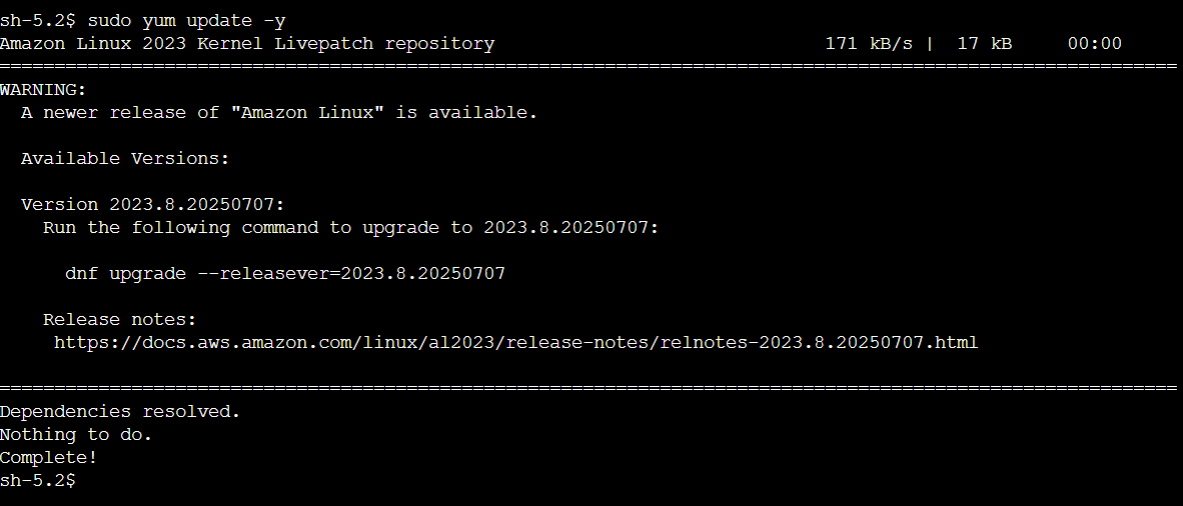 sh-5.2$ sudo yum update -y
Amazon Linux 2023 Kernel Livepatch repository 171 kB/s | 17 kB 00:00
================================================================================
WARNING:
A newer release of "Amazon Linux" is available.
Available Versions:
Version 2023.8.20250707:
Run the following command to upgrade to 2023.8.20250707:
dnf upgrade --releasever=2023.8.20250707
Release notes:
https://docs.aws.amazon.com/linux/al2023/release-notes/relnotes-2023.8.20250707.html
================================================================================
Dependencies resolved.
Nothing to do.
Complete!
sh-5.2$